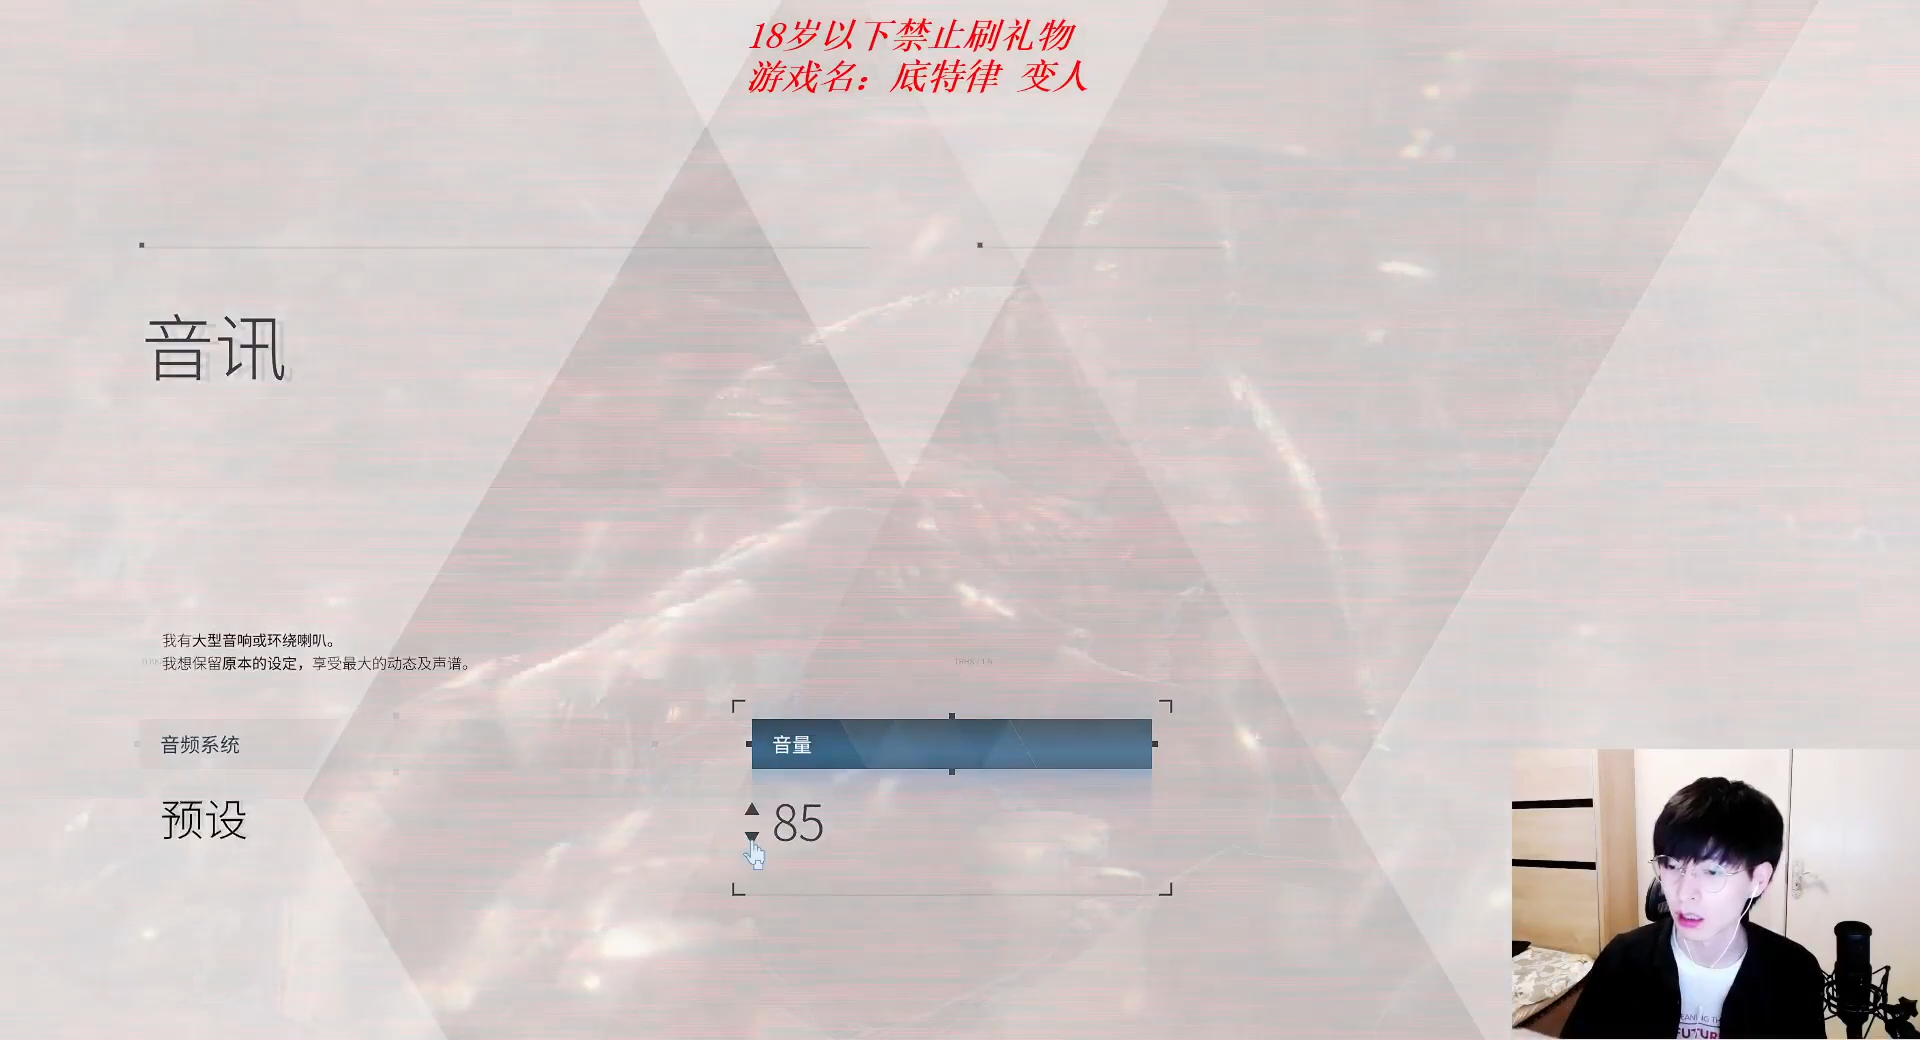 18岁以下禁止刷礼物
游戏名：底特律 变人
音讯
我有大型音响或环绕喇叭。
我想保留原本的设定，享受最大的动态及声谱。
音频系统
音量
预设
85
FUTUR